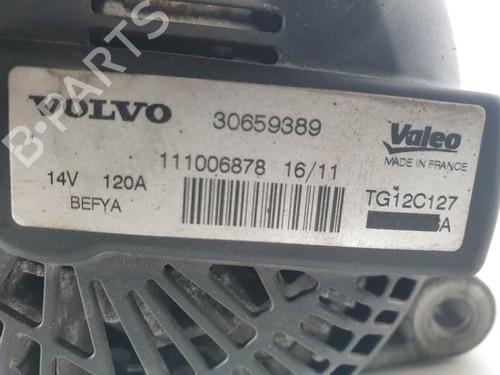 B-PARTS
VOLVO 30659389 Valeo
MADE IN FRANCE
111006878 16/11
14V 120A TG12C127
BEFYA A